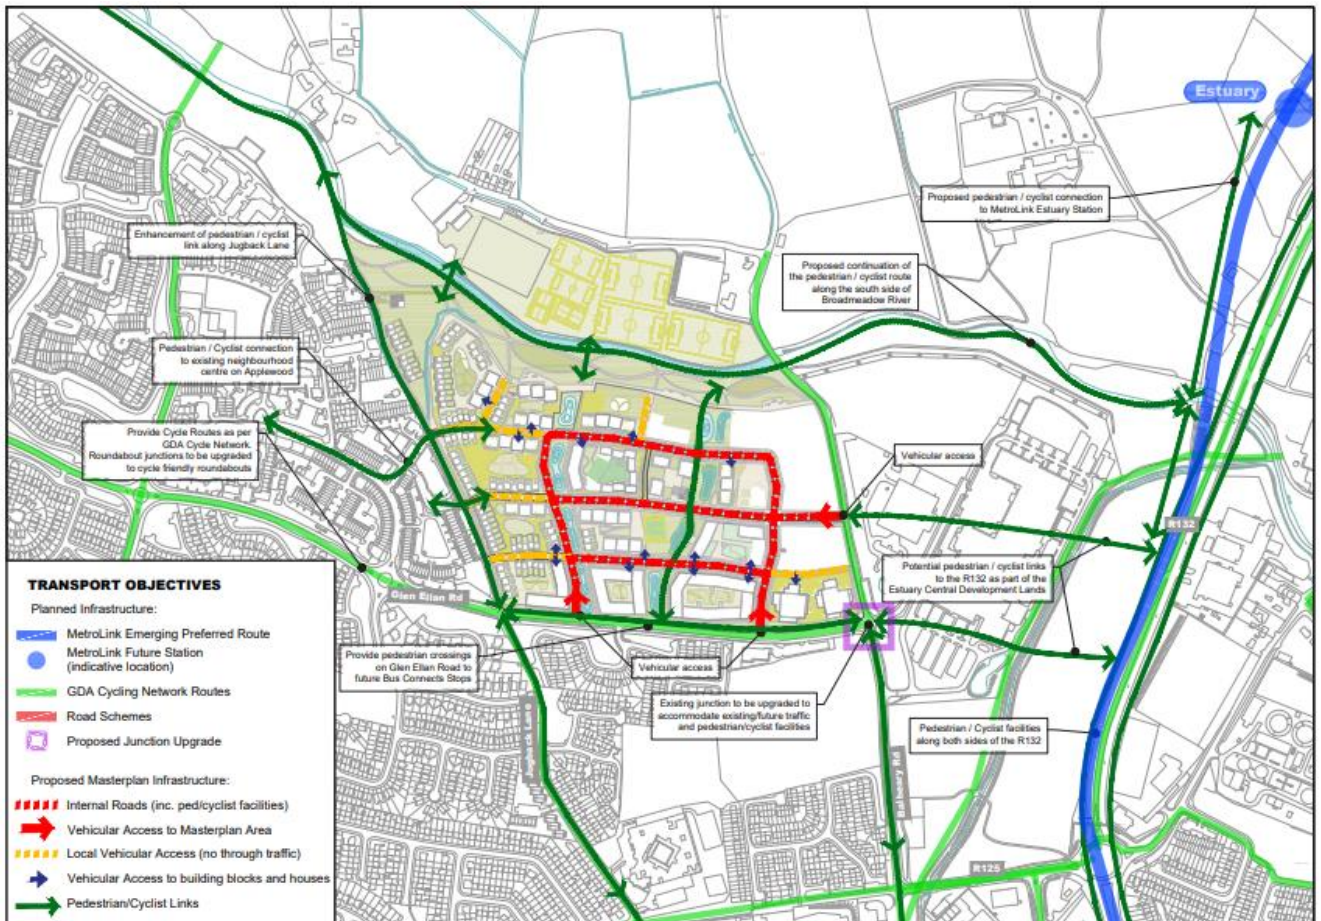 Estuary
Proposed pedestrian / cyclist connection
to MetroLink Estuary Station
Enhancement of pedestrian / cyclist
link along Jugback Lane
Proposed continuation of
the pedestrian / cyclist route
along the south side of
Broadmeadow River
Pedestrian / Cyclist connection
to existing neighbourhood
centre on Applewood
Provide Cycle Routes as per
GDA Cycle Network.
Roundabout junctions to be upgraded
to cycle friendly roundabouts
Vehicular access
R132
Potential pedestrian / cyclist links
to the R132 as part of the
Estuary Central Development Lands
Glen Ellan Rd
Provide pedestrian crossings
on Glen Ellan Road to
future Bus Connects Stops
Vehicular access
Existing junction to be upgraded to
accommodate existing/future traffic
and pedestrian/cyclist facilities
Pedestrian / Cyclist facilities
along both sides of the R132
Jugback Lane
Balheary Rd
R125
TRANSPORT OBJECTIVES
Planned Infrastructure:
MetroLink Emerging Preferred Route
MetroLink Future Station
(indicative location)
GDA Cycling Network Routes
Road Schemes
Proposed Junction Upgrade
Proposed Masterplan Infrastructure:
Internal Roads (inc. ped/cyclist facilities)
Vehicular Access to Masterplan Area
Local Vehicular Access (no through traffic)
Vehicular Access to building blocks and houses
Pedestrian/Cyclist Links